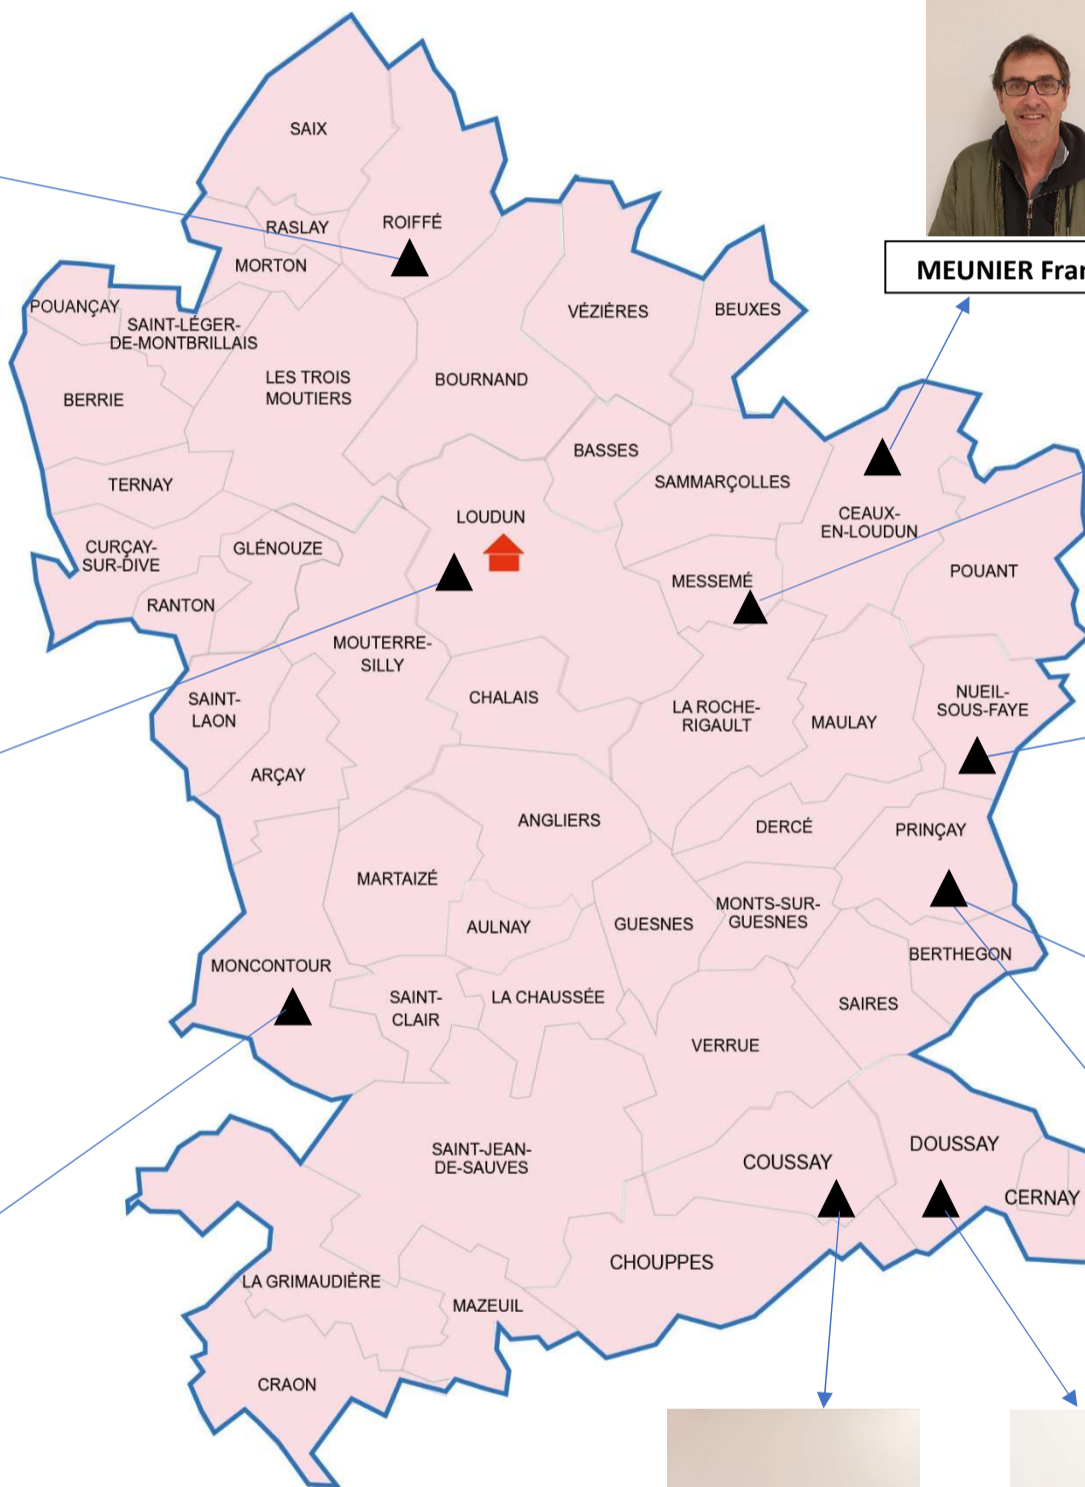 SAIX
RASLAY
ROIFFÉ
MORTON
MEUNIER Fran
POUANÇAY
SAINT-LÉGER-
DE-MONTBRILLAIS
VÉZIÈRES
BEUXES
LES TROIS
MOUTIERS
BOURNAND
BERRIE
BASSES
TERNAY
SAMMARÇOLLES
LOUDUN
CEAUX-
EN-LOUDUN
CURÇAY-
SUR-DIVE
GLÉNOUZE
POUANT
MESSEMÉ
RANTON
MOUTERRE-
SILLY
SAINT-
LAON
CHALAIS
LA ROCHE-
RIGAULT
MAULAY
NUEIL-
SOUS-FAYE
ARÇAY
ANGLIERS
DERCÉ
PRINÇAY
MARTAIZÉ
AULNAY
GUESNES
MONTS-SUR-
GUESNES
BERTHEGON
MONCONTOUR
SAINT-
CLAIR
LA CHAUSSÉE
SAIRES
VERRUE
SAINT-JEAN-
DE-SAUVES
COUSSAY
DOUSSAY
CERNAY
CHOUPPES
LA GRIMAUDIÈRE
MAZEUIL
CRAON